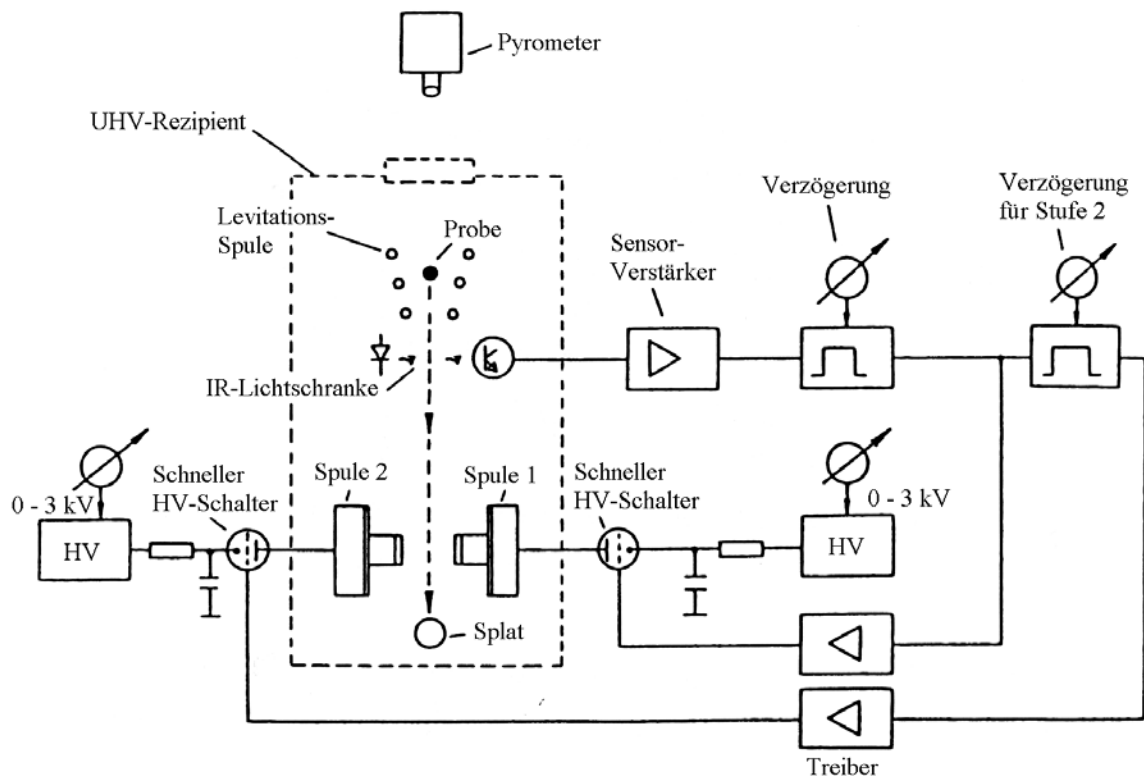 Pyrometer
UHV-Rezipient
Levitations-
Spule
Probe
Sensor-
Verstärker
Verzögerung
Verzögerung
für Stufe 2
IR-Lichtschranke
Schneller
HV-Schalter
Spule 2
Spule 1
Schneller
HV-Schalter
0 - 3 kV
0 - 3 kV
HV
HV
Splat
Treiber